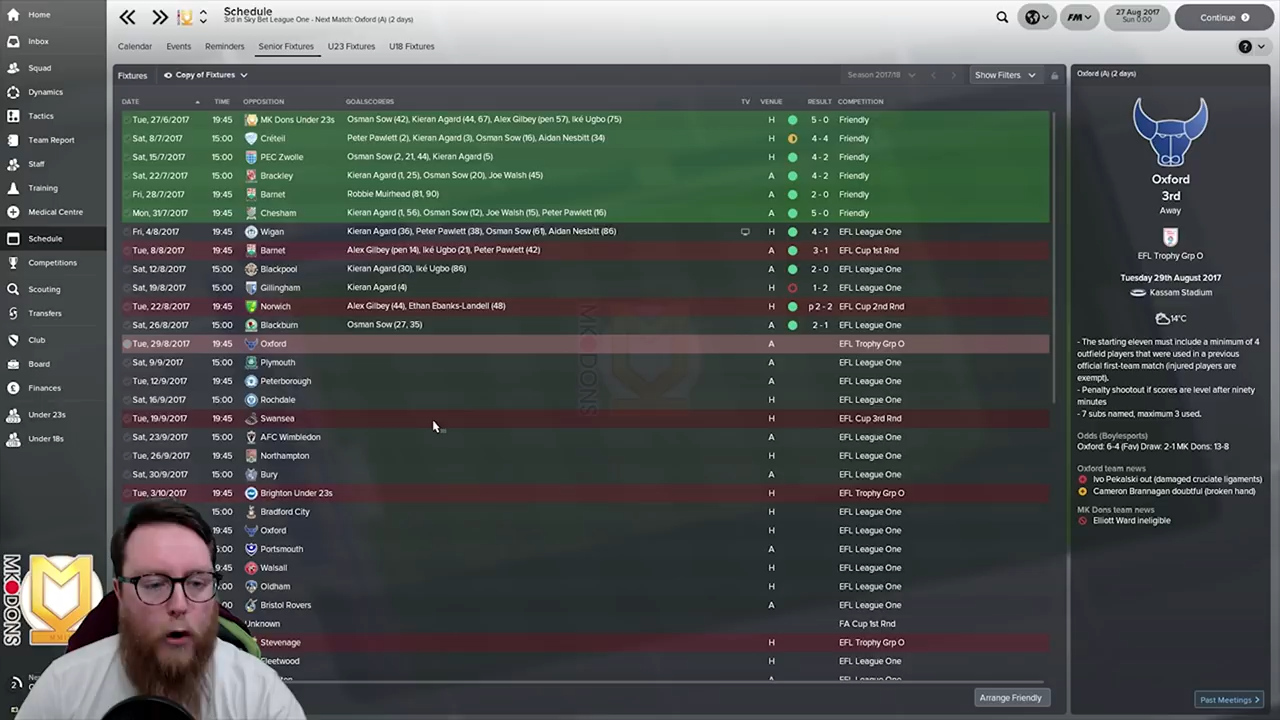 Home
Inbox
Squad
Dynamics
Tactics
Team Report
Staff
Training
Medical Centre
Schedule
Competitions
Scouting
Transfers
Club
Board
Finances
Under 23s
Under 18s
Schedule
3rd in Sky Bet League One - Next Match: Oxford (A) (2 days)
FM
27 Aug 2017
Sun 0:00
Continue
Calendar Events Reminders Senior Fixtures U23 Fixtures U18 Fixtures
Fixtures Copy of Fixtures Season 2017/18 Show Filters
DATE TIME OPPOSITION GOALSCORERS TV VENUE RESULT COMPETITION
Tue, 27/6/2017 19:45 MK Dons Under 23s Osman Sow (42), Kieran Agard (44, 67), Alex Gilbey (pen 57), Iké Ugbo (75) H 5 - 0 Friendly
Sat, 8/7/2017 19:45 Créteil Peter Pawlett (2), Kieran Agard (3), Osman Sow (16), Aidan Nesbitt (34) H 4 - 4 Friendly
Sat, 15/7/2017 15:00 PEC Zwolle Osman Sow (2, 21, 44), Kieran Agard (5) H 4 - 2 Friendly
Sat, 22/7/2017 15:00 Brackley Kieran Agard (1, 25), Osman Sow (20), Joe Walsh (45) A 4 - 2 Friendly
Fri, 28/7/2017 19:45 Barnet Robbie Muirhead (81, 90) A 2 - 0 Friendly
Mon, 31/7/2017 19:45 Chesham Kieran Agard (1, 56), Osman Sow (12), Joe Walsh (15), Peter Pawlett (16) A 5 - 0 Friendly
Fri, 4/8/2017 19:45 Wigan Kieran Agard (36), Peter Pawlett (38), Osman Sow (61), Aidan Nesbitt (86) H 4 - 2 EFL League One
Tue, 8/8/2017 19:45 Barnet Alex Gilbey (pen 14), Iké Ugbo (21), Peter Pawlett (42) A 3 - 1 EFL Cup 1st Rnd
Sat, 12/8/2017 15:00 Blackpool Kieran Agard (30), Iké Ugbo (86) A 2 - 0 EFL League One
Sat, 19/8/2017 15:00 Gillingham Kieran Agard (4) H 1 - 2 EFL League One
Tue, 22/8/2017 19:45 Norwich Alex Gilbey (44), Ethan Ebanks-Landell (48) H p 2 - 2 EFL Cup 2nd Rnd
Sat, 26/8/2017 15:00 Blackburn Osman Sow (27, 35) A 2 - 1 EFL League One
Tue, 29/8/2017 19:45 Oxford A EFL Trophy Grp O
Sat, 9/9/2017 15:00 Plymouth A EFL League One
Tue, 12/9/2017 19:45 Peterborough A EFL League One
Sat, 16/9/2017 15:00 Rochdale H EFL League One
Tue, 19/9/2017 19:45 Swansea H EFL Cup 3rd Rnd
Sat, 23/9/2017 15:00 AFC Wimbledon A EFL League One
Tue, 26/9/2017 19:45 Northampton H EFL League One
Sat, 30/9/2017 15:00 Bury A EFL League One
Tue, 3/10/2017 19:45 Brighton Under 23s H EFL Trophy Grp O
15:00 Bradford City H EFL League One
19:45 Oxford H EFL League One
Portsmouth A EFL League One
Walsall H EFL League One
Oldham H EFL League One
Bristol Rovers A EFL League One
Unknown FA Cup 1st Rnd
Stevenage H EFL Trophy Grp O
Fleetwood H EFL League One
Arrange Friendly
Oxford (A) (2 days)
Oxford
3rd
Away
EFL Trophy Grp O
Tuesday 29th August 2017
Kassam Stadium
14°C
- The starting eleven must include a minimum of 4
outfield players that were used in a previous
official first-team match (injured players are
exempt).
- Penalty shootout if scores are level after ninety
minutes
- 7 subs named, maximum 3 used.
Odds (Boylesports)
Oxford: 6-4 (Fav) Draw: 2-1 MK Dons: 13-8
Oxford team news
Ivo Pekalski out (damaged cruciate ligaments)
Cameron Brannagan doubtful (broken hand)
MK Dons team news
Elliott Ward ineligible
Past Meetings
MK DONS
MK DONS